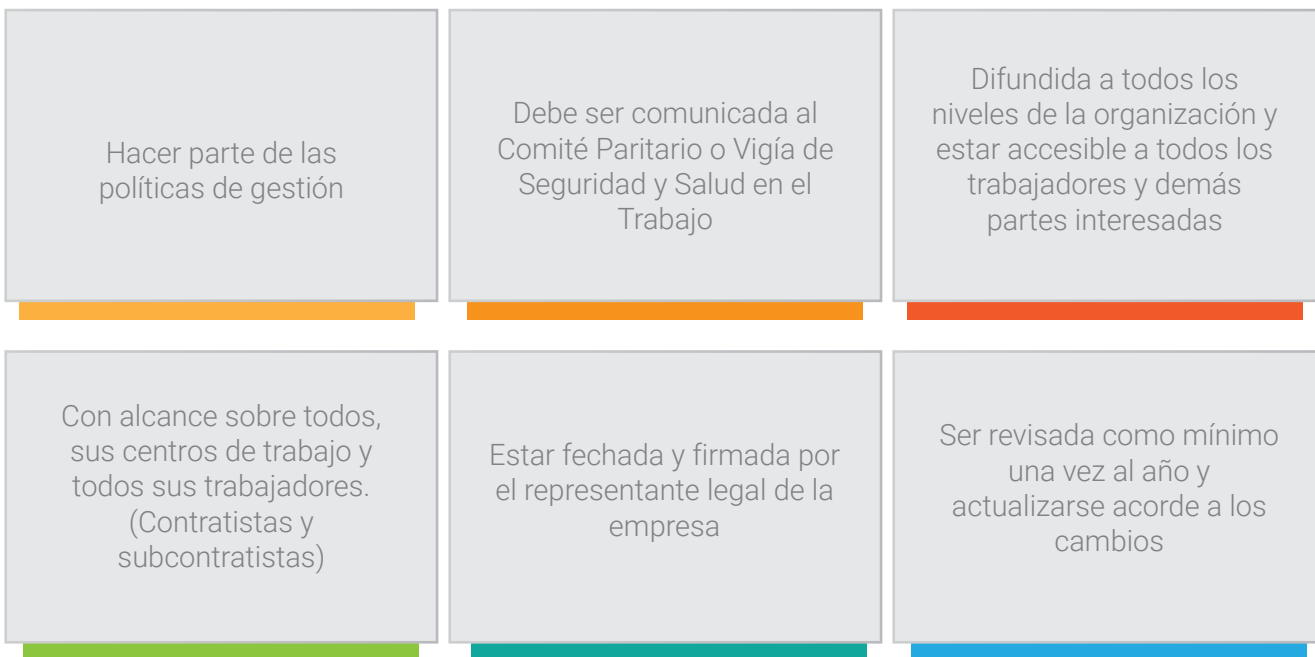 Hacer parte de las
políticas de gestión
Debe ser comunicada al
Comité Paritario o Vigía de
Seguridad y Salud en el
Trabajo
Difundida a todos los
niveles de la organización y
estar accesible a todos los
trabajadores y demás
partes interesadas
Con alcance sobre todos,
sus centros de trabajo y
todos sus trabajadores.
(Contratistas y
subcontratistas)
Estar fechada y firmada por
el representante legal de la
empresa
Ser revisada como mínimo
una vez al año y
actualizarse acorde a los
cambios